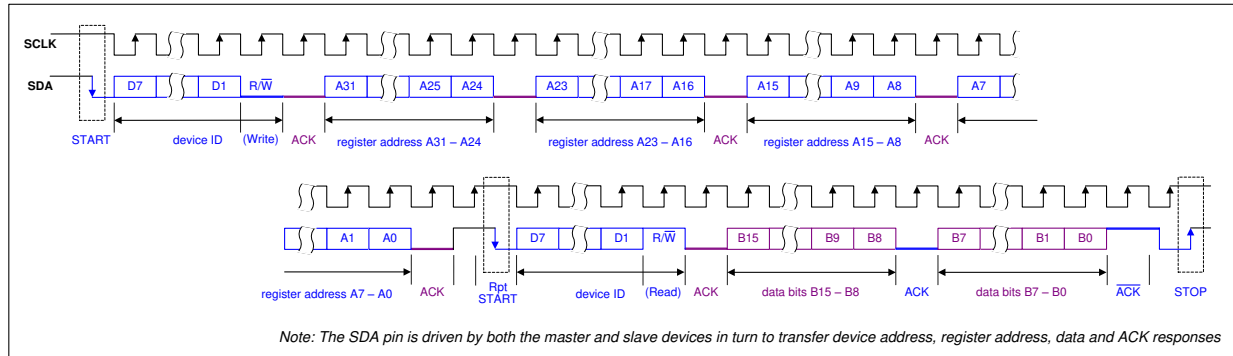 SCLK
SDA D7 D1 R/W̅ A31 A25 A24 A23 A17 A16 A15 A9 A8 A7
START device ID (Write) ACK register address A31 – A24 register address A23 – A16 ACK register address A15 – A8 ACK
A1 A0 D7 D1 R/W̅ B15 B9 B8 B7 B1 B0
register address A7 – A0 ACK Rpt START device ID (Read) ACK data bits B15 – B8 ACK data bits B7 – B0 A̅C̅K̅ STOP
Note: The SDA pin is driven by both the master and slave devices in turn to transfer device address, register address, data and ACK responses